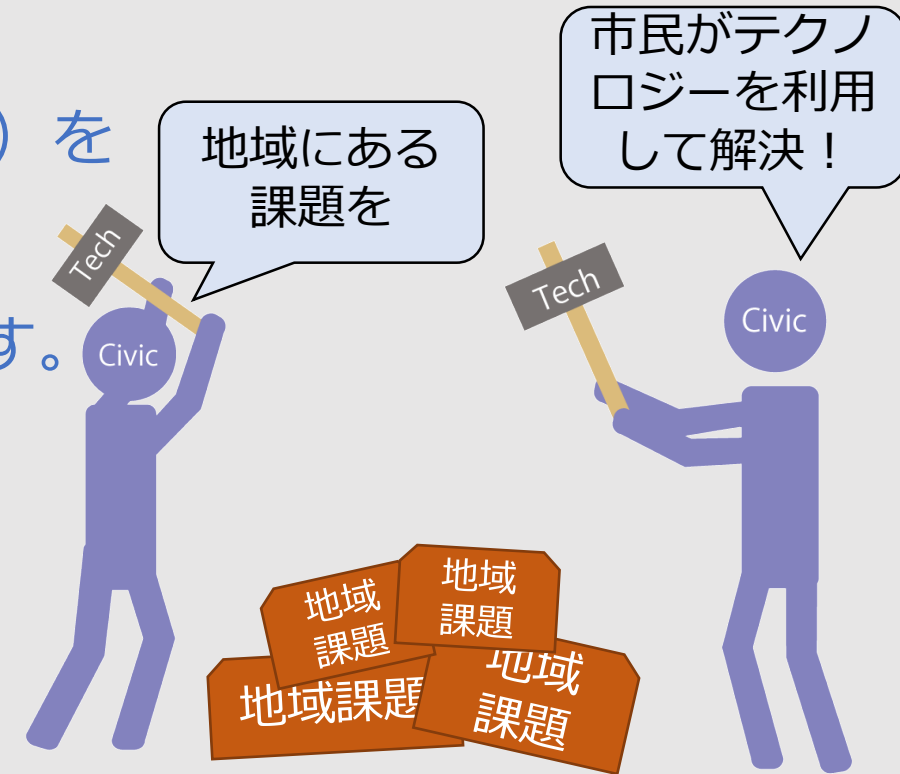 ）を
す。
地域にある
課題を
市民がテクノ
ロジーを利用
して解決！
Tech
Civic
Tech
Civic
地域
課題
地域
課題
地域課題
地域
課題